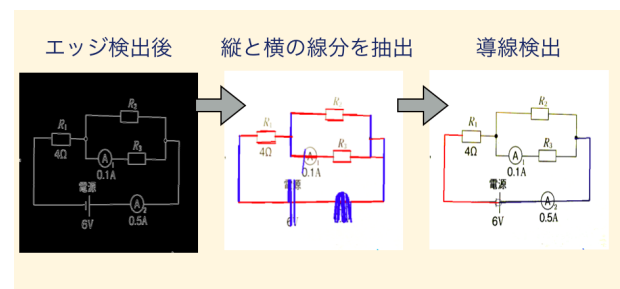 エッジ検出後
縦と横の線分を抽出
導線検出
R₂
R₁
4Ω
R₃
A₁
0.1A
電源
6V
A₂
0.5A
R₂
R₁
4Ω
R₃
A
0.1A
電源
R₂
R₁
4Ω
R₃
A₁
0.1A
電源
6V
A₂
0.5A